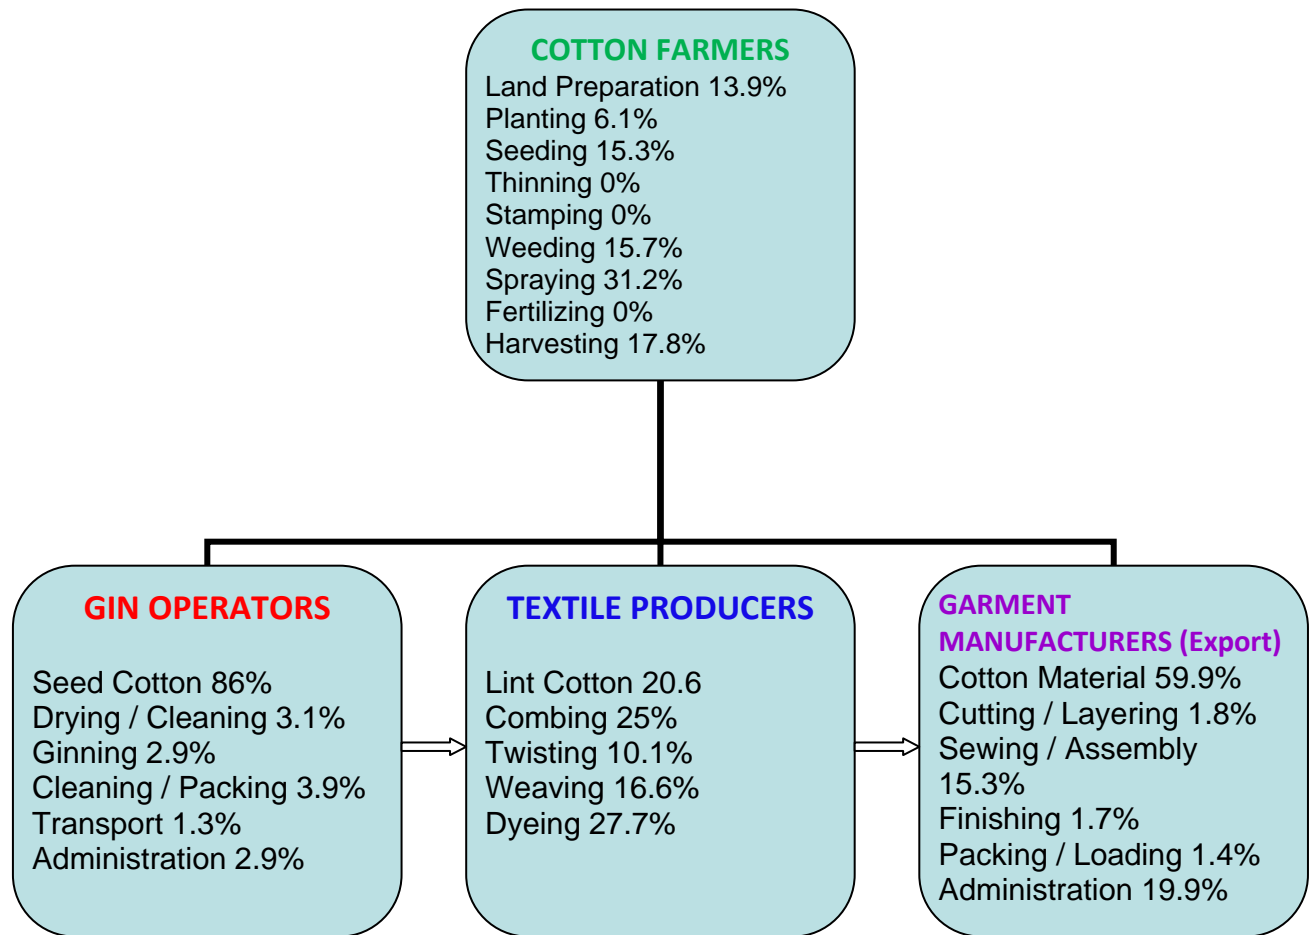 COTTON FARMERS
Land Preparation 13.9%
Planting 6.1%
Seeding 15.3%
Thinning 0%
Stamping 0%
Weeding 15.7%
Spraying 31.2%
Fertilizing 0%
Harvesting 17.8%
GIN OPERATORS
Seed Cotton 86%
Drying / Cleaning 3.1%
Ginning 2.9%
Cleaning / Packing 3.9%
Transport 1.3%
Administration 2.9%
TEXTILE PRODUCERS
Lint Cotton 20.6
Combing 25%
Twisting 10.1%
Weaving 16.6%
Dyeing 27.7%
GARMENT
MANUFACTURERS (Export)
Cotton Material 59.9%
Cutting / Layering 1.8%
Sewing / Assembly
15.3%
Finishing 1.7%
Packing / Loading 1.4%
Administration 19.9%